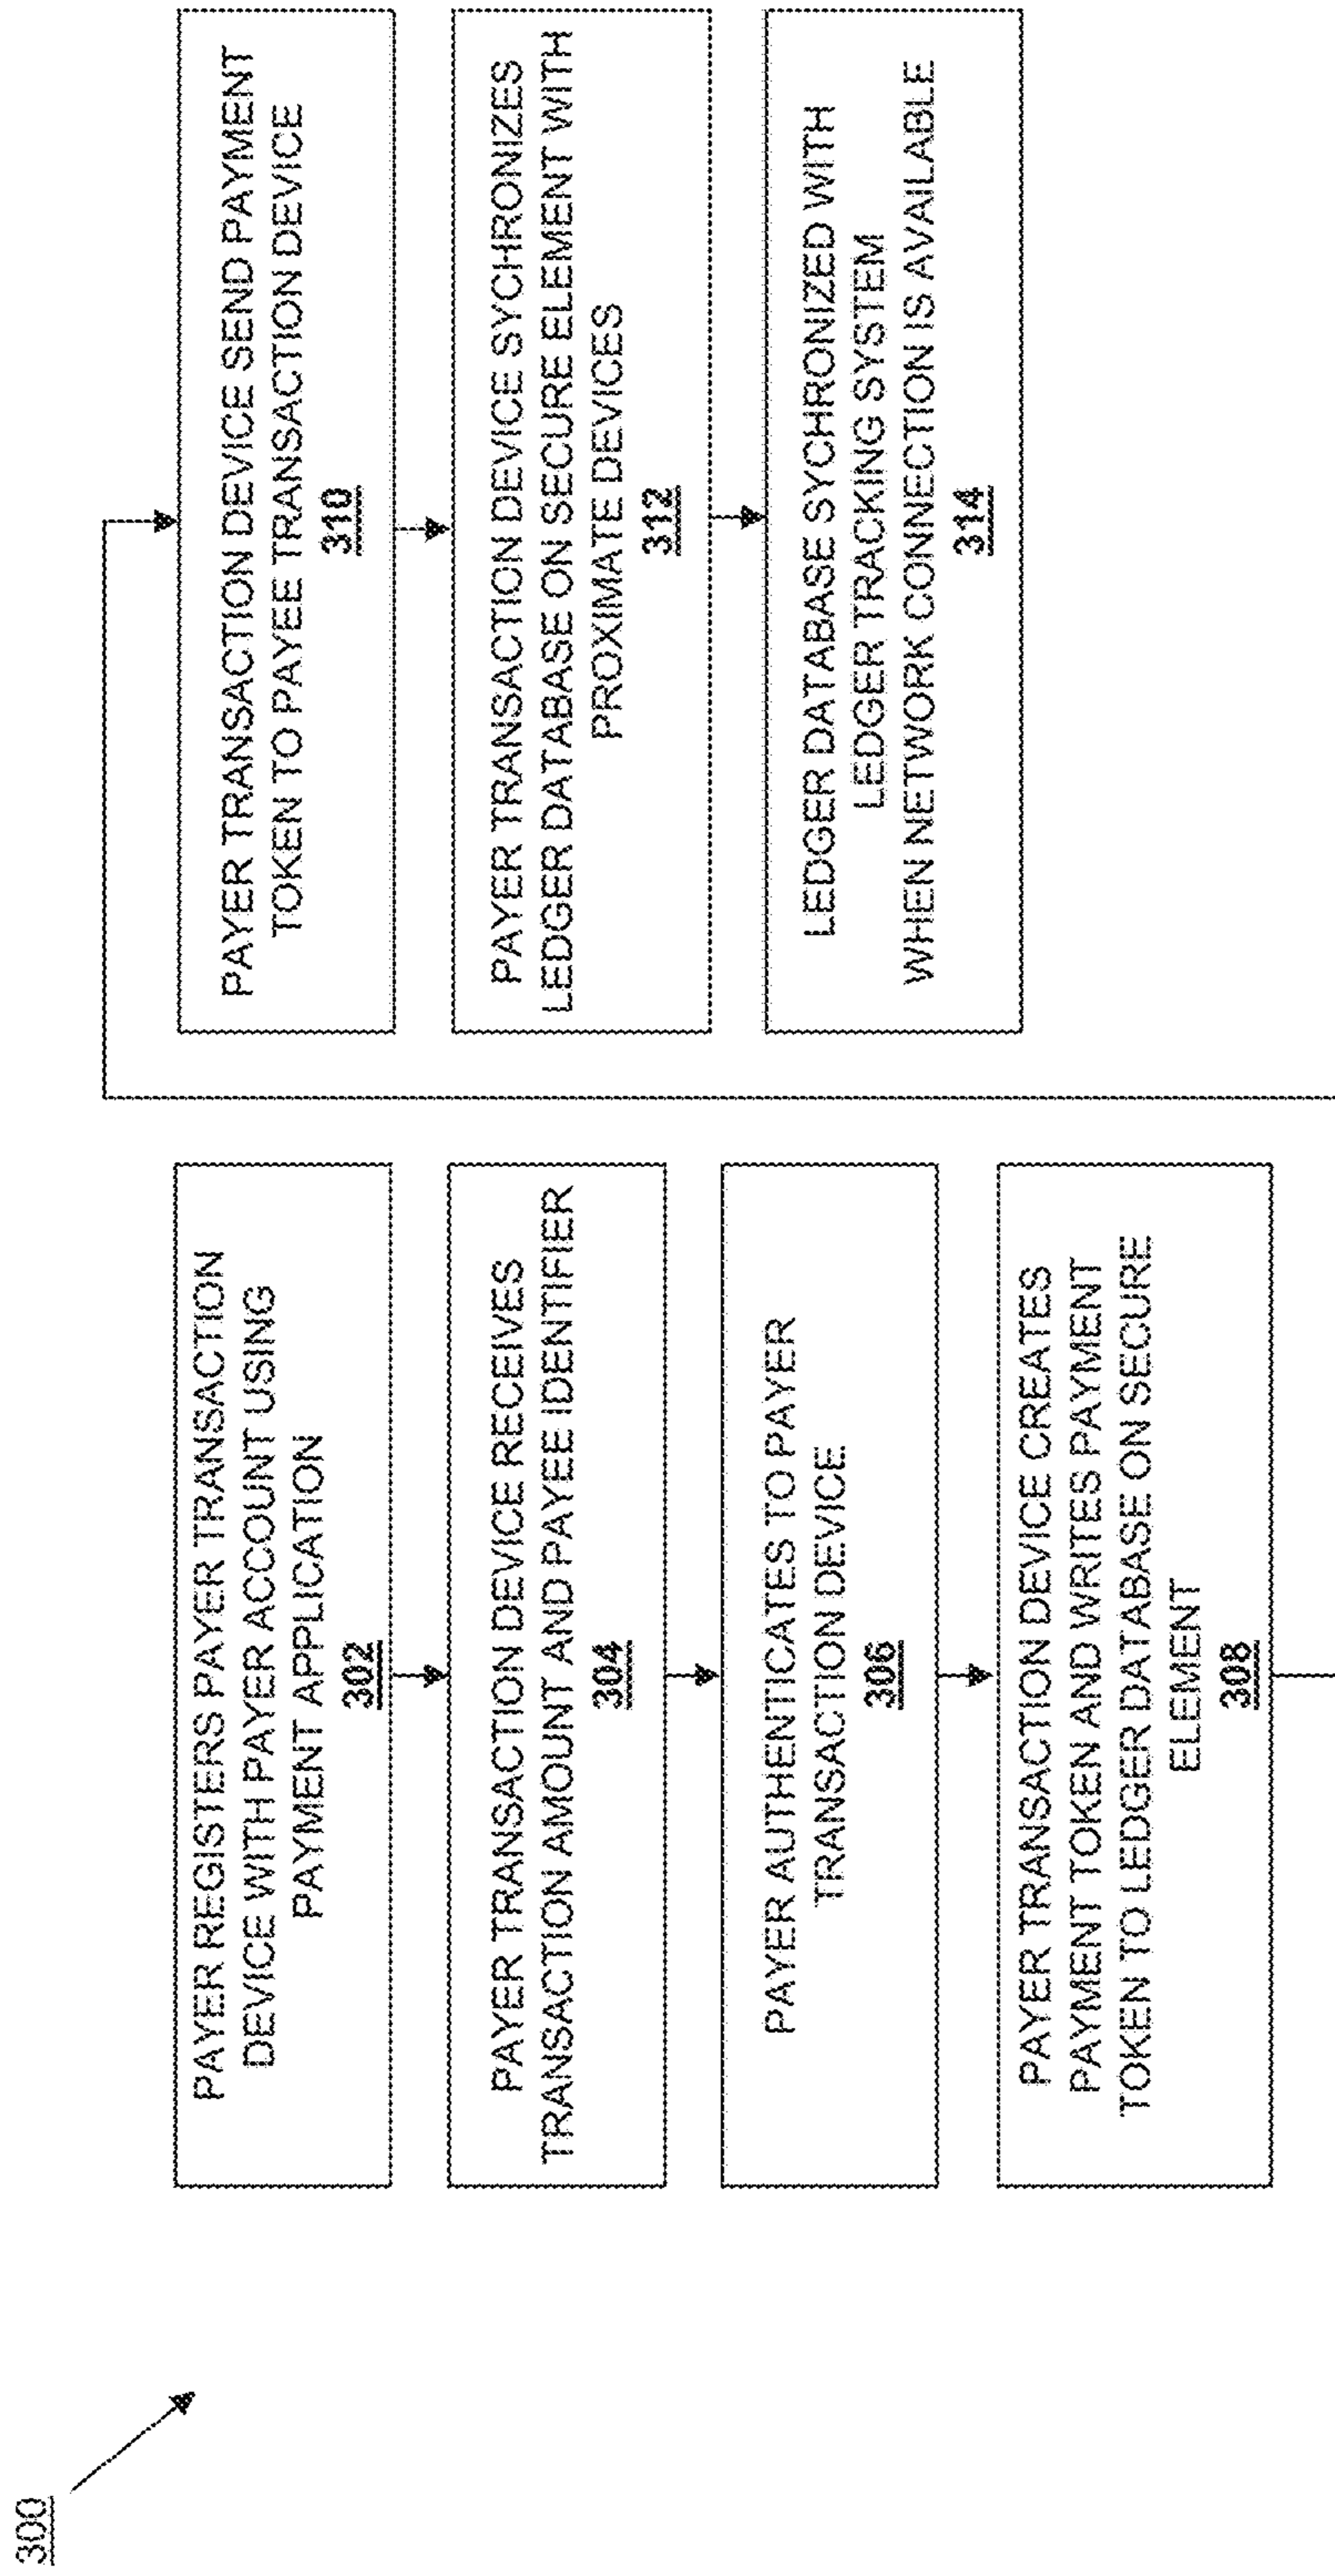 300
PAYER REGISTERS PAYER TRANSACTION
DEVICE WITH PAYER ACCOUNT USING
PAYMENT APPLICATION
302
PAYER TRANSACTION DEVICE RECEIVES
TRANSACTION AMOUNT AND PAYEE IDENTIFIER
304
PAYER AUTHENTICATES TO PAYER
TRANSACTION DEVICE
306
PAYER TRANSACTION DEVICE CREATES
PAYMENT TOKEN AND WRITES PAYMENT
TOKEN TO LEDGER DATABASE ON SECURE
ELEMENT
308
PAYER TRANSACTION DEVICE SEND PAYMENT
TOKEN TO PAYEE TRANSACTION DEVICE
310
PAYER TRANSACTION DEVICE SYCHRONIZES
LEDGER DATABASE ON SECURE ELEMENT WITH
PROXIMATE DEVICES
312
LEDGER DATABASE SYCHRONIZED WITH
LEDGER TRACKING SYSTEM
WHEN NETWORK CONNECTION IS AVAILABLE
314